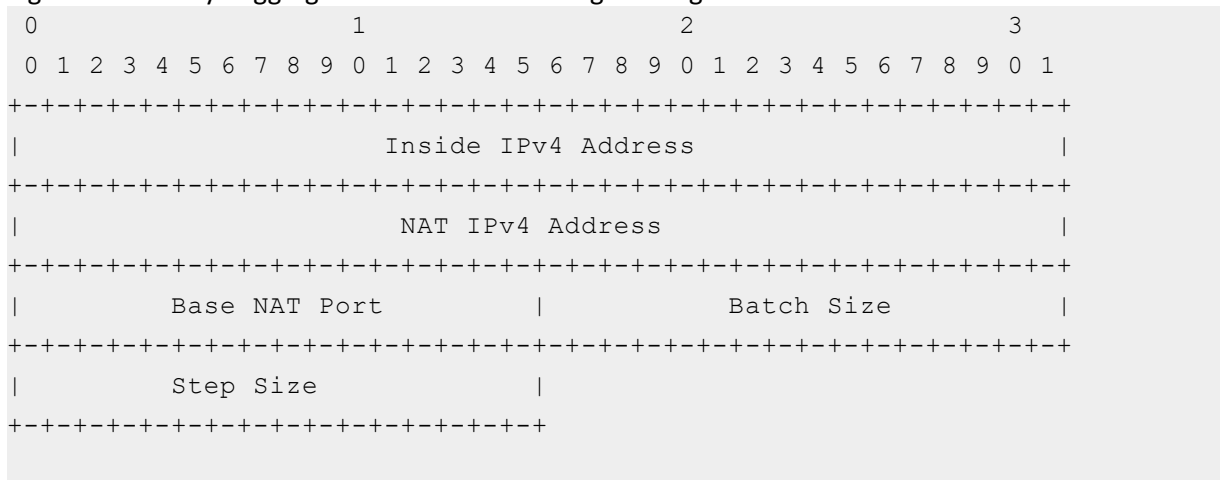 0                   1                   2                   3
0 1 2 3 4 5 6 7 8 9 0 1 2 3 4 5 6 7 8 9 0 1 2 3 4 5 6 7 8 9 0 1
+-+-+-+-+-+-+-+-+-+-+-+-+-+-+-+-+-+-+-+-+-+-+-+-+-+-+-+-+-+-+-+-+
|                      Inside IPv4 Address                      |
+-+-+-+-+-+-+-+-+-+-+-+-+-+-+-+-+-+-+-+-+-+-+-+-+-+-+-+-+-+-+-+-+
|                       NAT IPv4 Address                        |
+-+-+-+-+-+-+-+-+-+-+-+-+-+-+-+-+-+-+-+-+-+-+-+-+-+-+-+-+-+-+-+-+
|         Base NAT Port         |           Batch Size          |
+-+-+-+-+-+-+-+-+-+-+-+-+-+-+-+-+-+-+-+-+-+-+-+-+-+-+-+-+-+-+-+-+
|         Step Size             |
+-+-+-+-+-+-+-+-+-+-+-+-+-+-+-+-+